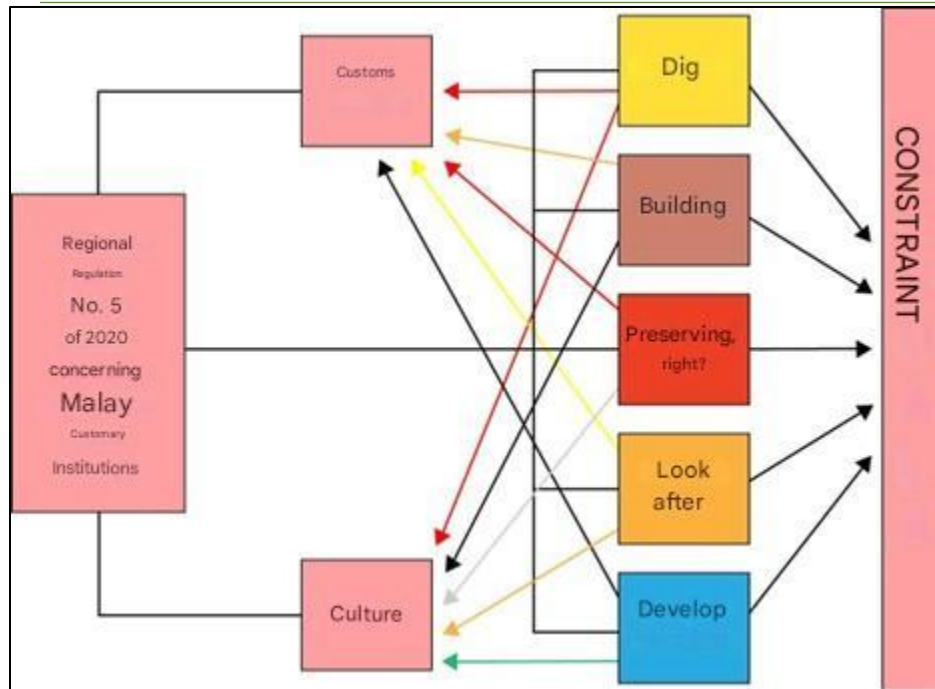 Customs
Regional
Regulation
No. 5
of 2020
concerning
Malay
Customary
Institutions
Culture
Dig
Building
Preserving,
right?
Look
after
Develop
CONSTRAINT